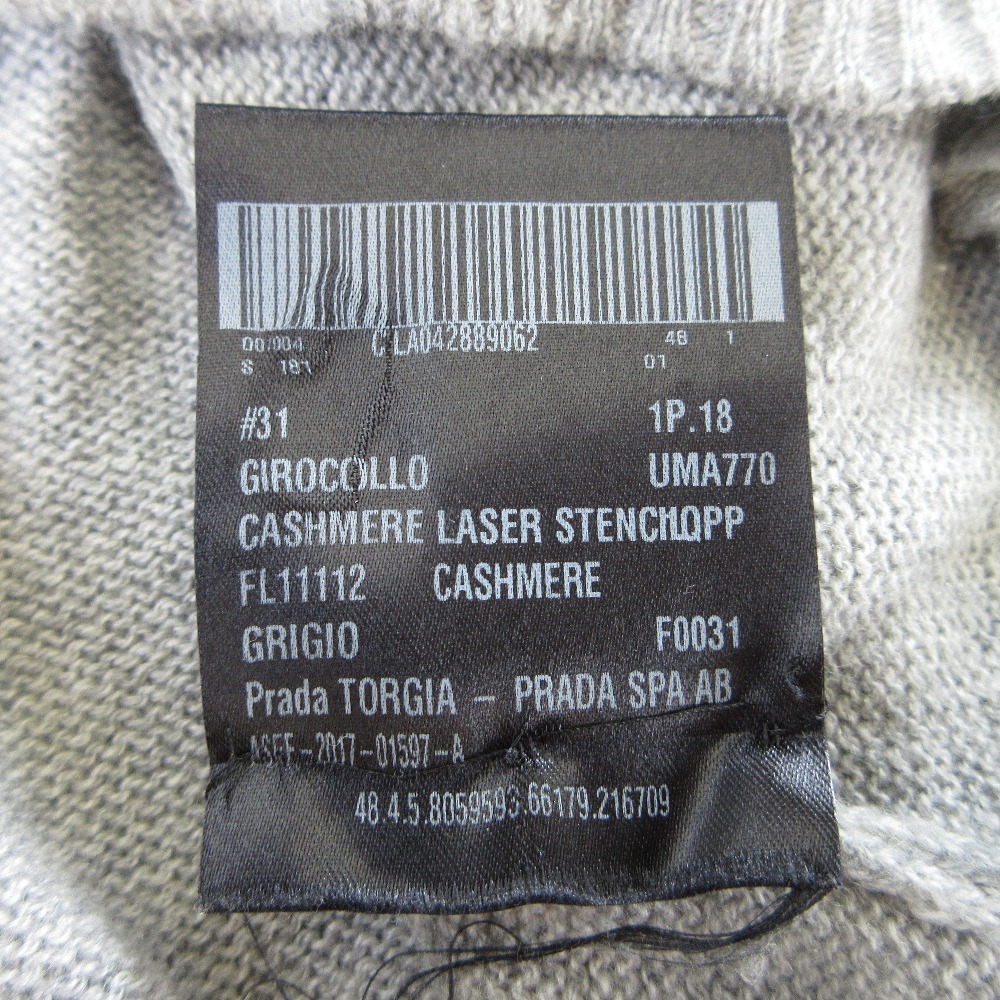 00/004 LA042889062 48 1
S 181 01
#31 1P.18
GIROCOLLO UMA770
CASHMERE LASER
FL11112 CASHMERE
GRIGIO F0031
Prada TORGIA – PRADA SPA AB
-2017-01597-A
48.4.5.8059593.66179.216709